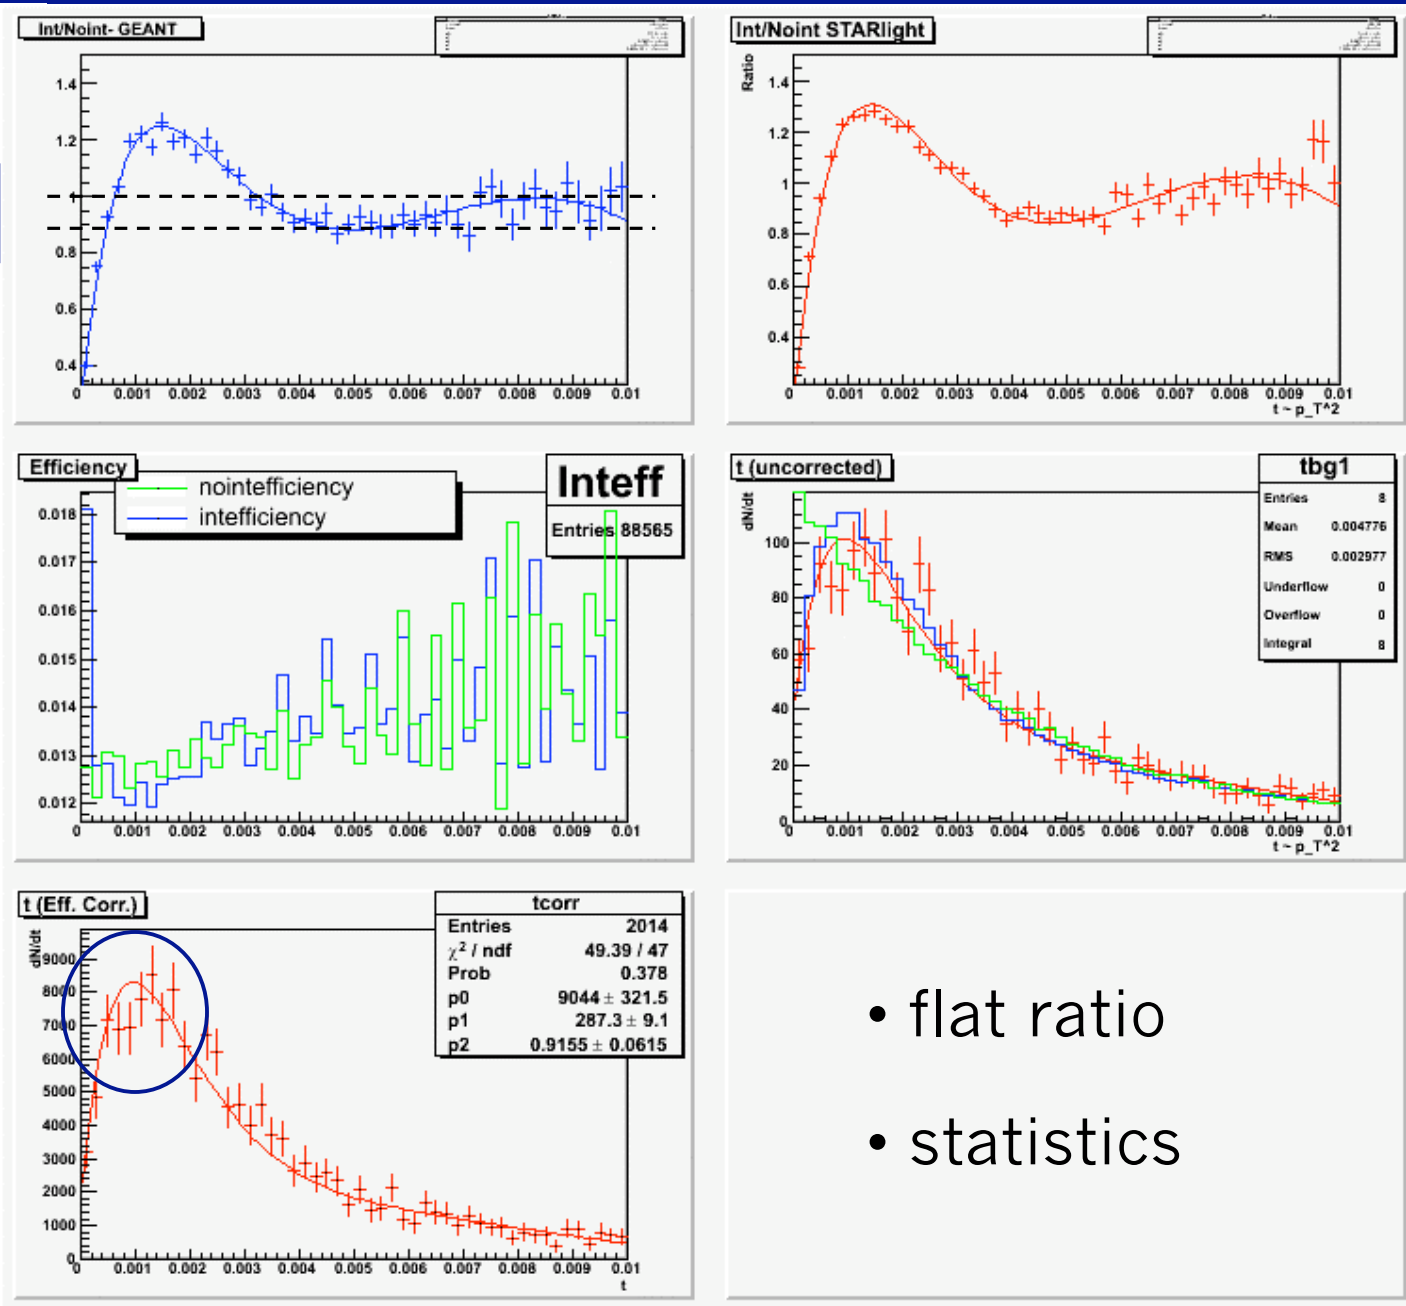 Int/Noint- GEANT
1.4
1.2
1
0.8
0.6
0.4
0 0.001 0.002 0.003 0.004 0.005 0.006 0.007 0.008 0.009 0.01
Int/Noint STARlight
Ratio
1.4
1.2
1
0.8
0.6
0.4
0 0.001 0.002 0.003 0.004 0.005 0.006 0.007 0.008 0.009 0.01
t ~ p_T^2
Efficiency
nointefficiency
intefficiency
Inteff
Entries 88565
0.018
0.017
0.016
0.015
0.014
0.013
0.012
0 0.001 0.002 0.003 0.004 0.005 0.006 0.007 0.008 0.009 0.01
t (uncorrected)
dN/dt
tbg1
Entries 8
Mean 0.004776
RMS 0.002977
Underflow 0
Overflow 0
Integral 8
100
80
60
40
20
0
0 0.001 0.002 0.003 0.004 0.005 0.006 0.007 0.008 0.009 0.01
t ~ p_T^2
t (Eff. Corr.)
dN/dt
tcorr
Entries 2014
χ² / ndf 49.39 / 47
Prob 0.378
p0 9044 ± 321.5
p1 287.3 ± 9.1
p2 0.9155 ± 0.0615
9000
8000
7000
6000
5000
4000
3000
2000
1000
0
0 0.001 0.002 0.003 0.004 0.005 0.006 0.007 0.008 0.009 0.01
t
• flat ratio
• statistics